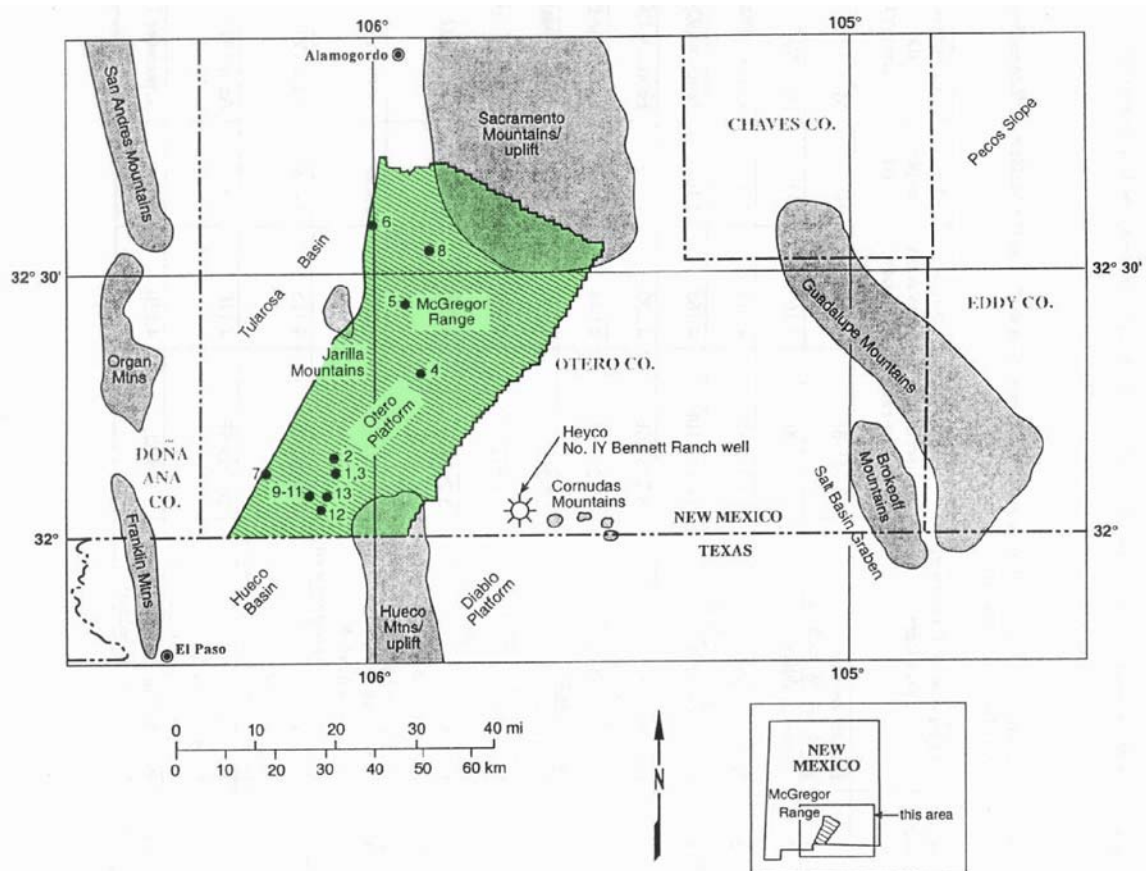 106°
105°
Alamogordo
San Andres Mountains
Sacramento
Mountains/
uplift
CHAVES CO.
Pecos Slope
6
8
32° 30'
Basin
Tularosa
5
McGregor
Range
32° 30'
Guadalupe Mountains
EDDY CO.
Organ
Mtns
Jarilla
Mountains
4
OTERO CO.
Otero
Platform
Heyco
No. IY Bennett Ranch well
DOÑA
ANA
CO.
7
2
1,3
9-11
13
12
Cornudas
Mountains
Brokeoff
Mountains
Salt Basin Graben
32°
NEW MEXICO
TEXAS
32°
Franklin Mtns
Hueco
Basin
Hueco
Mtns/
uplift
Diablo
Platform
El Paso
106°
105°
0 10 20 30 40 mi
0 10 20 30 40 50 60 km
N
NEW
MEXICO
McGregor
Range
this area